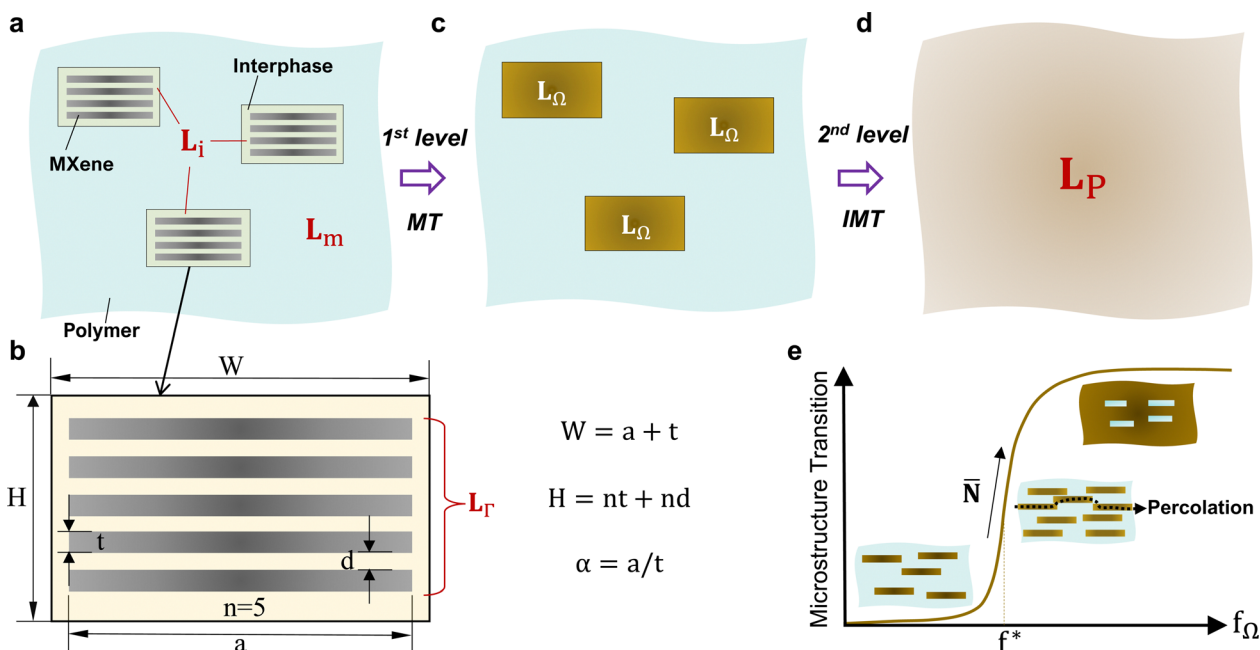 a
Interphase
L_i
MXene
L_m
Polymer
1st level
MT
c
L_Ω
L_Ω
L_Ω
2nd level
IMT
d
L_P
b
W
H
t
d
n=5
a
L_Γ
W = a + t
H = nt + nd
α = a/t
e
Microstructure Transition
N̅
Percolation
f*
f_Ω